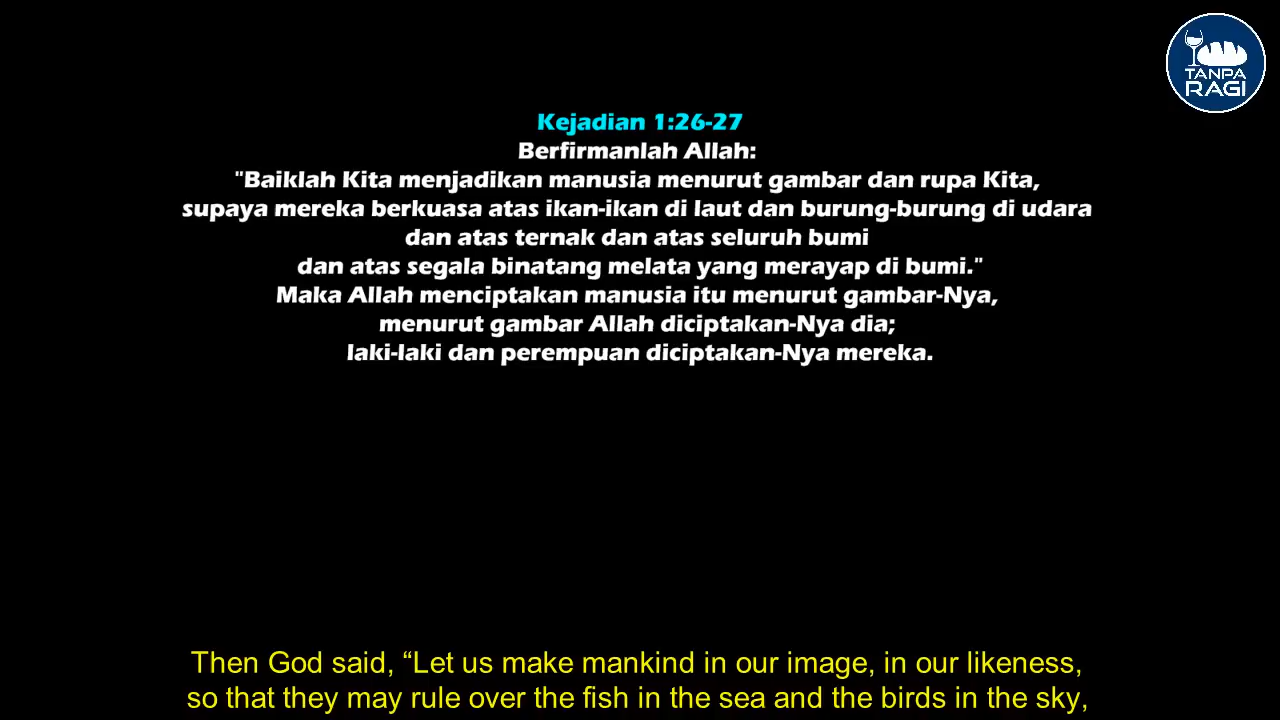 TANPA
RAGI
Kejadian 1:26-27
Berfirmanlah Allah:
"Baiklah Kita menjadikan manusia menurut gambar dan rupa Kita,
supaya mereka berkuasa atas ikan-ikan di laut dan burung-burung di udara
dan atas ternak dan atas seluruh bumi
dan atas segala binatang melata yang merayap di bumi."
Maka Allah menciptakan manusia itu menurut gambar-Nya,
menurut gambar Allah diciptakan-Nya dia;
laki-laki dan perempuan diciptakan-Nya mereka.
Then God said, “Let us make mankind in our image, in our likeness,
so that they may rule over the fish in the sea and the birds in the sky,